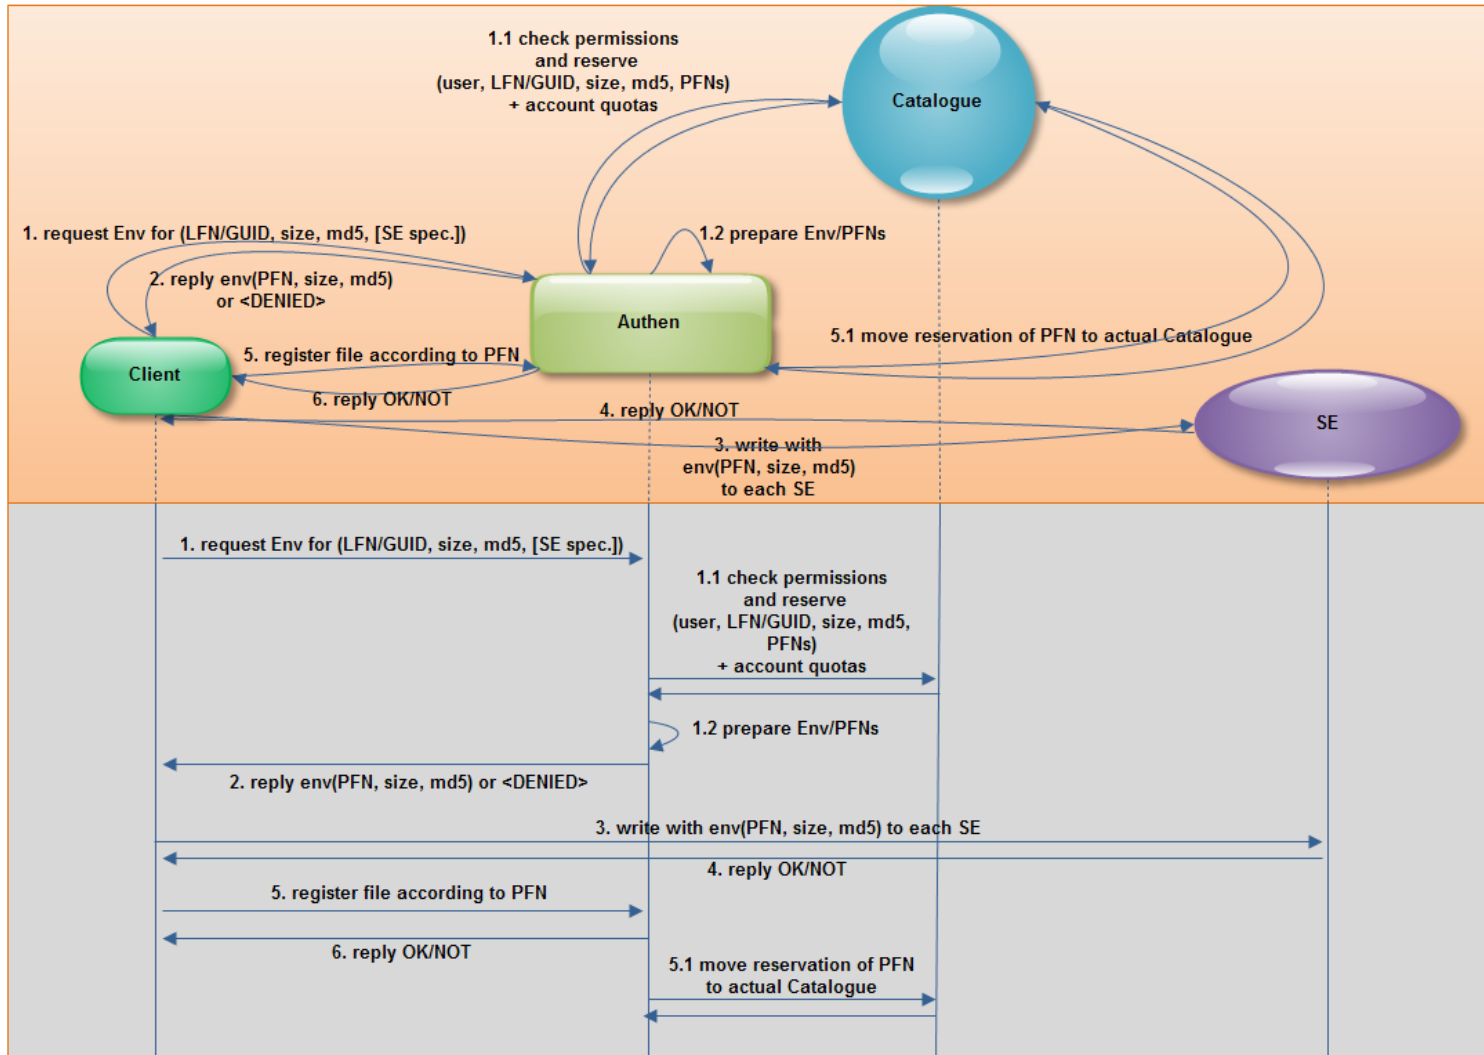 1.1 check permissions
and reserve
(user, LFN/GUID, size, md5, PFNs)
+ account quotas
Catalogue
1. request Env for (LFN/GUID, size, md5, [SE spec.])
1.2 prepare Env/PFNs
2. reply env(PFN, size, md5)
or <DENIED>
Authen
5.1 move reservation of PFN to actual Catalogue
5. register file according to PFN
Client
6. reply OK/NOT
4. reply OK/NOT
SE
3. write with
env(PFN, size, md5)
to each SE
1. request Env for (LFN/GUID, size, md5, [SE spec.])
1.1 check permissions
and reserve
(user, LFN/GUID, size, md5,
PFNs)
+ account quotas
1.2 prepare Env/PFNs
2. reply env(PFN, size, md5) or <DENIED>
3. write with env(PFN, size, md5) to each SE
4. reply OK/NOT
5. register file according to PFN
6. reply OK/NOT
5.1 move reservation of PFN
to actual Catalogue